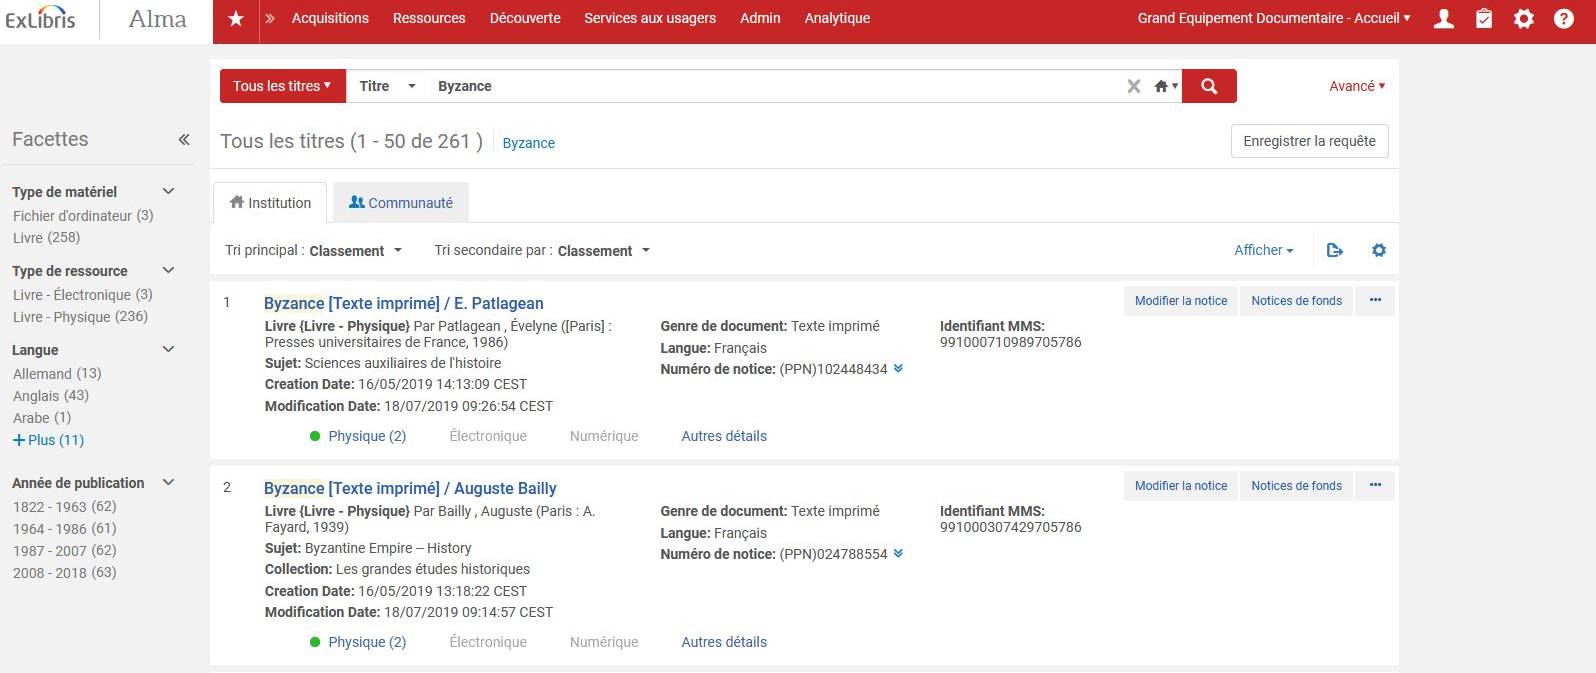 ExLibris Alma
Acquisitions Ressources Découverte Services aux usagers Admin Analytique Grand Equipement Documentaire - Accueil
Tous les titres Titre Byzance Avancé
Facettes
Tous les titres (1 - 50 de 261 ) Byzance Enregistrer la requête
Institution Communauté
Tri principal : Classement Tri secondaire par : Classement Afficher
Type de matériel
Fichier d'ordinateur (3)
Livre (258)
Type de ressource
Livre - Électronique (3)
Livre - Physique (236)
Langue
Allemand (13)
Anglais (43)
Arabe (1)
+ Plus (11)
Année de publication
1822 - 1963 (62)
1964 - 1986 (61)
1987 - 2007 (62)
2008 - 2018 (63)
1 Byzance [Texte imprimé] / E. Patlagean Modifier la notice Notices de fonds ...
Livre {Livre - Physique} Par Patlagean , Évelyne ([Paris] :
Presses universitaires de France, 1986)
Sujet: Sciences auxiliaires de l'histoire
Creation Date: 16/05/2019 14:13:09 CEST
Modification Date: 18/07/2019 09:26:54 CEST
Genre de document: Texte imprimé
Langue: Français
Numéro de notice: (PPN)102448434
Identifiant MMS:
991000710989705786
Physique (2) Électronique Numérique Autres détails
2 Byzance [Texte imprimé] / Auguste Bailly Modifier la notice Notices de fonds ...
Livre {Livre - Physique} Par Bailly , Auguste (Paris : A.
Fayard, 1939)
Sujet: Byzantine Empire -- History
Collection: Les grandes études historiques
Creation Date: 16/05/2019 13:18:22 CEST
Modification Date: 18/07/2019 09:14:57 CEST
Genre de document: Texte imprimé
Langue: Français
Numéro de notice: (PPN)024788554
Identifiant MMS:
991000307429705786
Physique (2) Électronique Numérique Autres détails